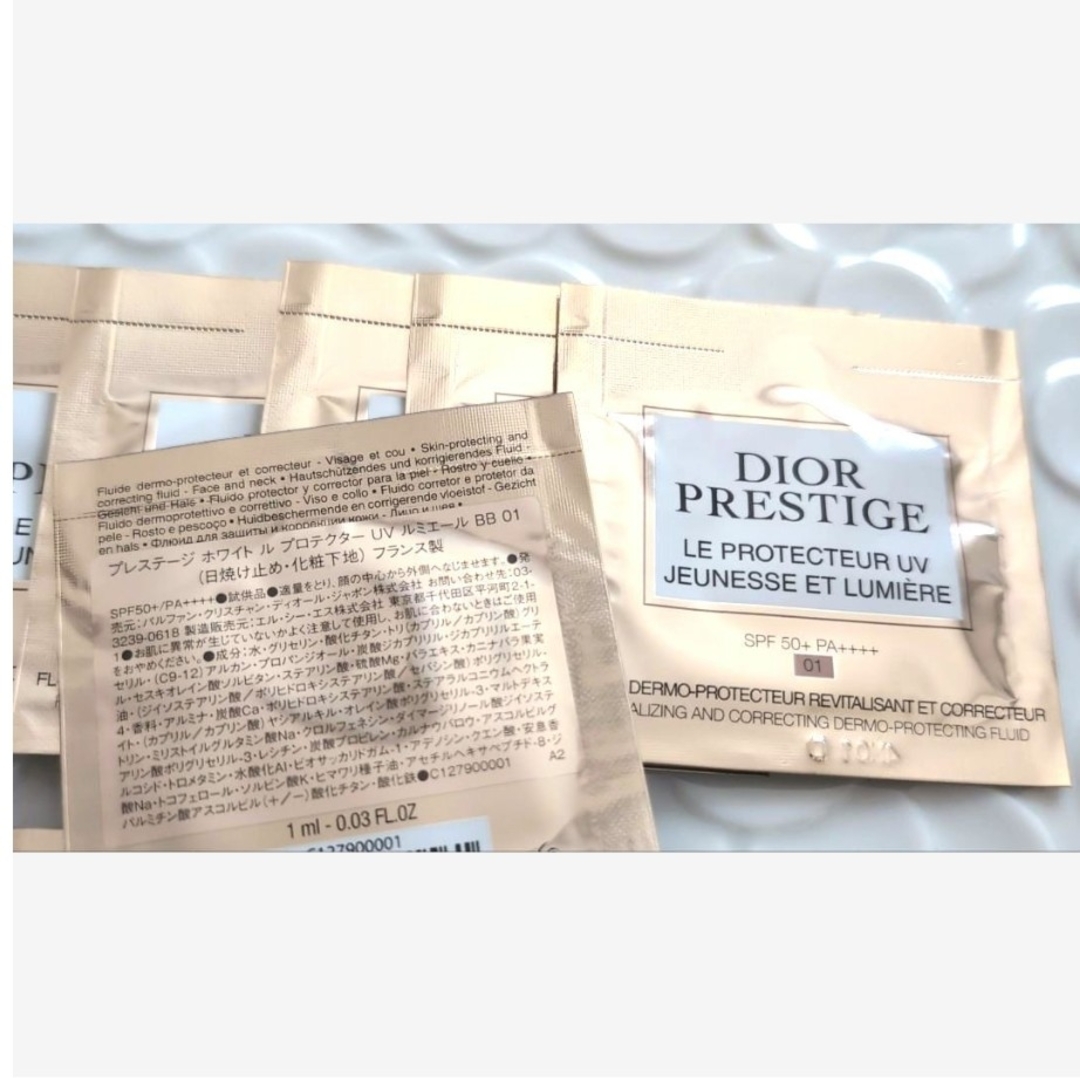 Fluide dermo-protecteur et correcteur - Visage et cou • Skin-protecting and
correcting fluid - Face and neck • Hautschützendes und korrigierendes Fluid -
Gesicht und Hals • Fluido protector y corrector para la piel - Rostro y cuello •
Fluido dermoprotettivo e correttivo - Viso e collo • Fluido corretor e protetor da
pele - Rosto e pescoço • Huidbeschermende en corrigerende vloeistof - Gezicht
en hals • Флюид для защиты и коррекции кожи - Лицо и шея •
プレステージ ホワイト ル プロテクター UV ルミエール BB 01
(日焼け止め・化粧下地) フランス製
SPF50+/PA++++●試供品●適量をとり、顔の中心から外側へなじませます。●発
売元:パルファン・クリスチャン・ディオール・ジャポン株式会社 お問い合わせ先:03-
3239-0618 製造販売元:エル・シー・エス株式会社 東京都千代田区平河町2-1-
1●お肌に異常が生じていないかよく注意して使用し、お肌に合わないときはご使用
をおやめください。●成分:水・グリセリン・酸化チタン・トリ(カプリル/カプリン酸)グリ
セリル・(C9-12)アルカン・プロパンジオール・炭酸ジカプリリル・ジカプリリルエーテ
ル・セスキオレイン酸ソルビタン・ステアリン酸・硫酸Mg・バラエキス・カニナバラ果実
油・(ジイソステアリン酸/ポリヒドロキシステアリン酸/セバシン酸)ポリグリセリル-
4・香料・アルミナ・炭酸Ca・ポリヒドロキシステアリン酸・ステアラルコニウムヘクトラ
イト・(カプリル/カプリン酸)ヤシアルキル・オレイン酸ポリグリセリル-3・マルトデキス
トリン・ミリストイルグルタミン酸Na・クロルフェネシン・ダイマージリノール酸ジイソステ
アリン酸ポリグリセリル-3・レシチン・炭酸プロピレン・カルナウバロウ・アスコルビルグ
ルコシド・トロメタミン・水酸化Al・ビオサッカリドガム-1・アデノシン・クエン酸・安息香
酸Na・トコフェロール・ソルビン酸K・ヒマワリ種子油・アセチルヘキサペプチド-8・ジ
パルミチン酸アスコルビル(+/-)酸化チタン・酸化鉄●C127900001 A2
1 ml - 0.03 FL.OZ
C127900001
DIOR
PRESTIGE
LE PROTECTEUR UV
JEUNESSE ET LUMIÈRE
SPF 50+ PA++++
01
DERMO-PROTECTEUR REVITALISANT ET CORRECTEUR
ALIZING AND CORRECTING DERMO-PROTECTING FLUID